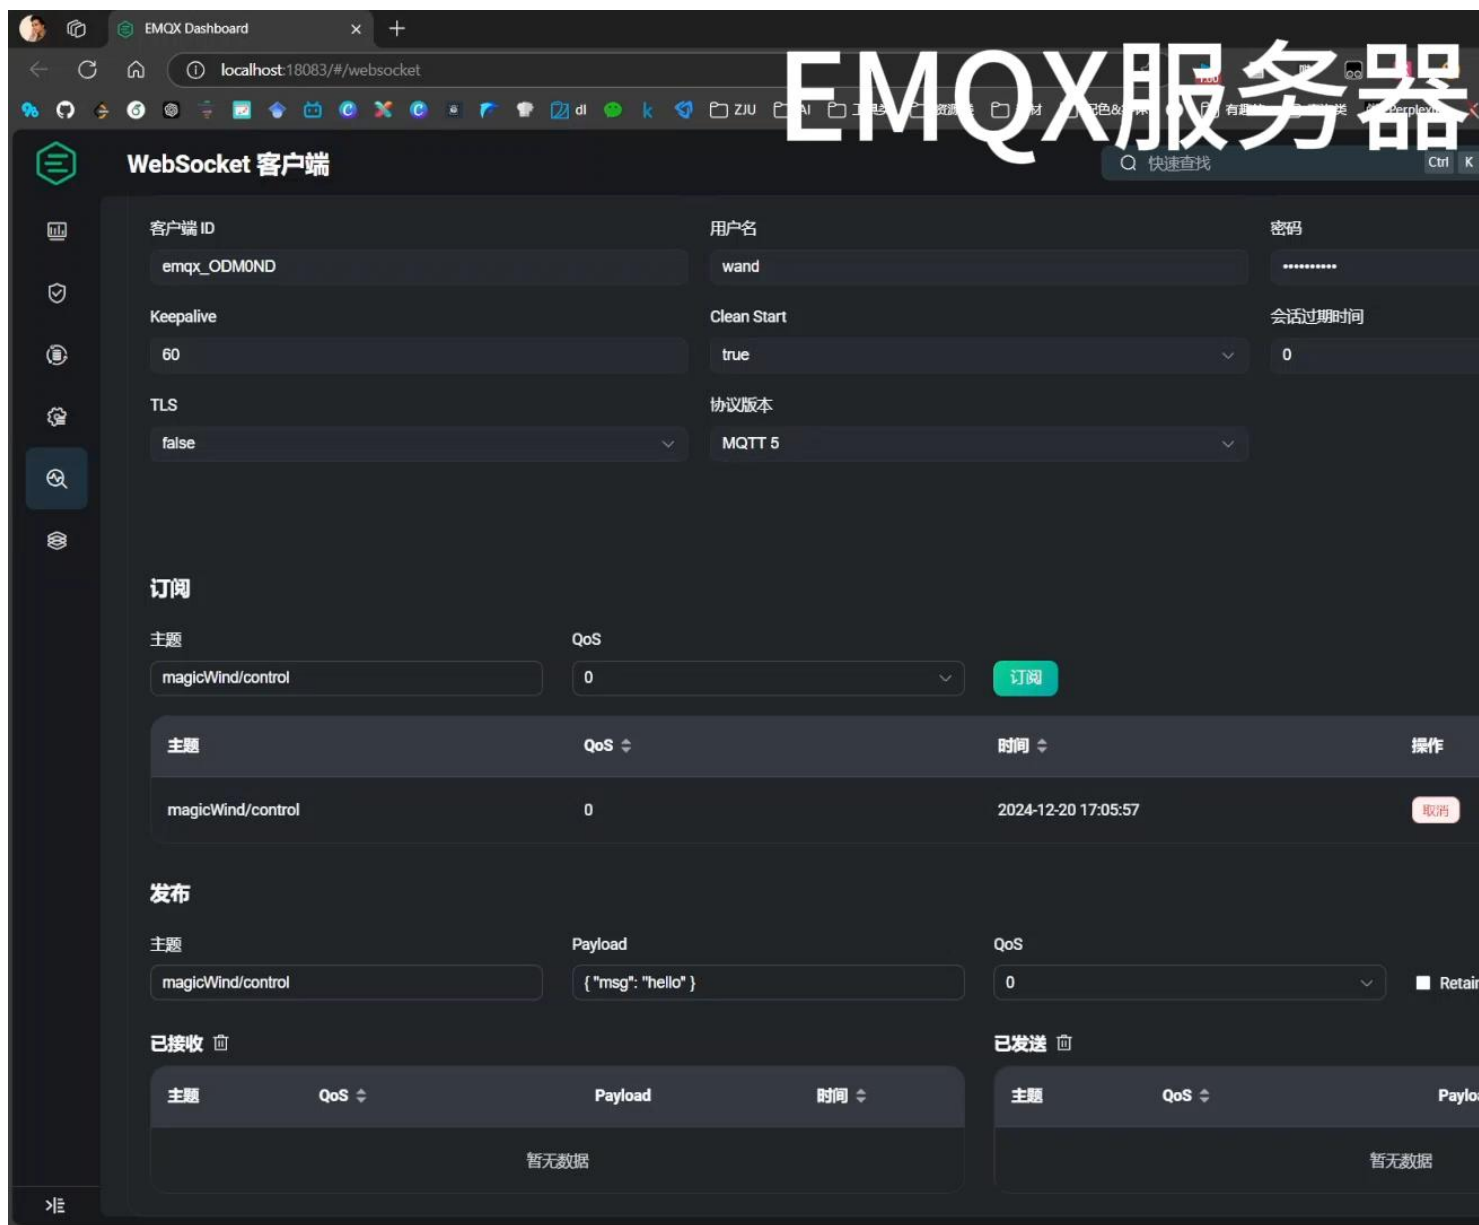 EMQX Dashboard
EMQX服务器
localhost:18083/#/websocket
dl
k
ZJU
AI
有趣
WebSocket 客户端
快速查找
Ctrl K
客户端 ID 用户名 密码
emqx_ODM0ND wand ••••••••••
Keepalive Clean Start 会话过期时间
60 true 0
TLS 协议版本
false MQTT 5
订阅
主题 QoS
magicWind/control 0 订阅
主题 QoS 时间 操作
magicWind/control 0 2024-12-20 17:05:57 取消
发布
主题 Payload QoS
magicWind/control { "msg": "hello" } 0 Retain
已接收 已发送
主题 QoS Payload 时间 主题 QoS Paylo
暂无数据 暂无数据